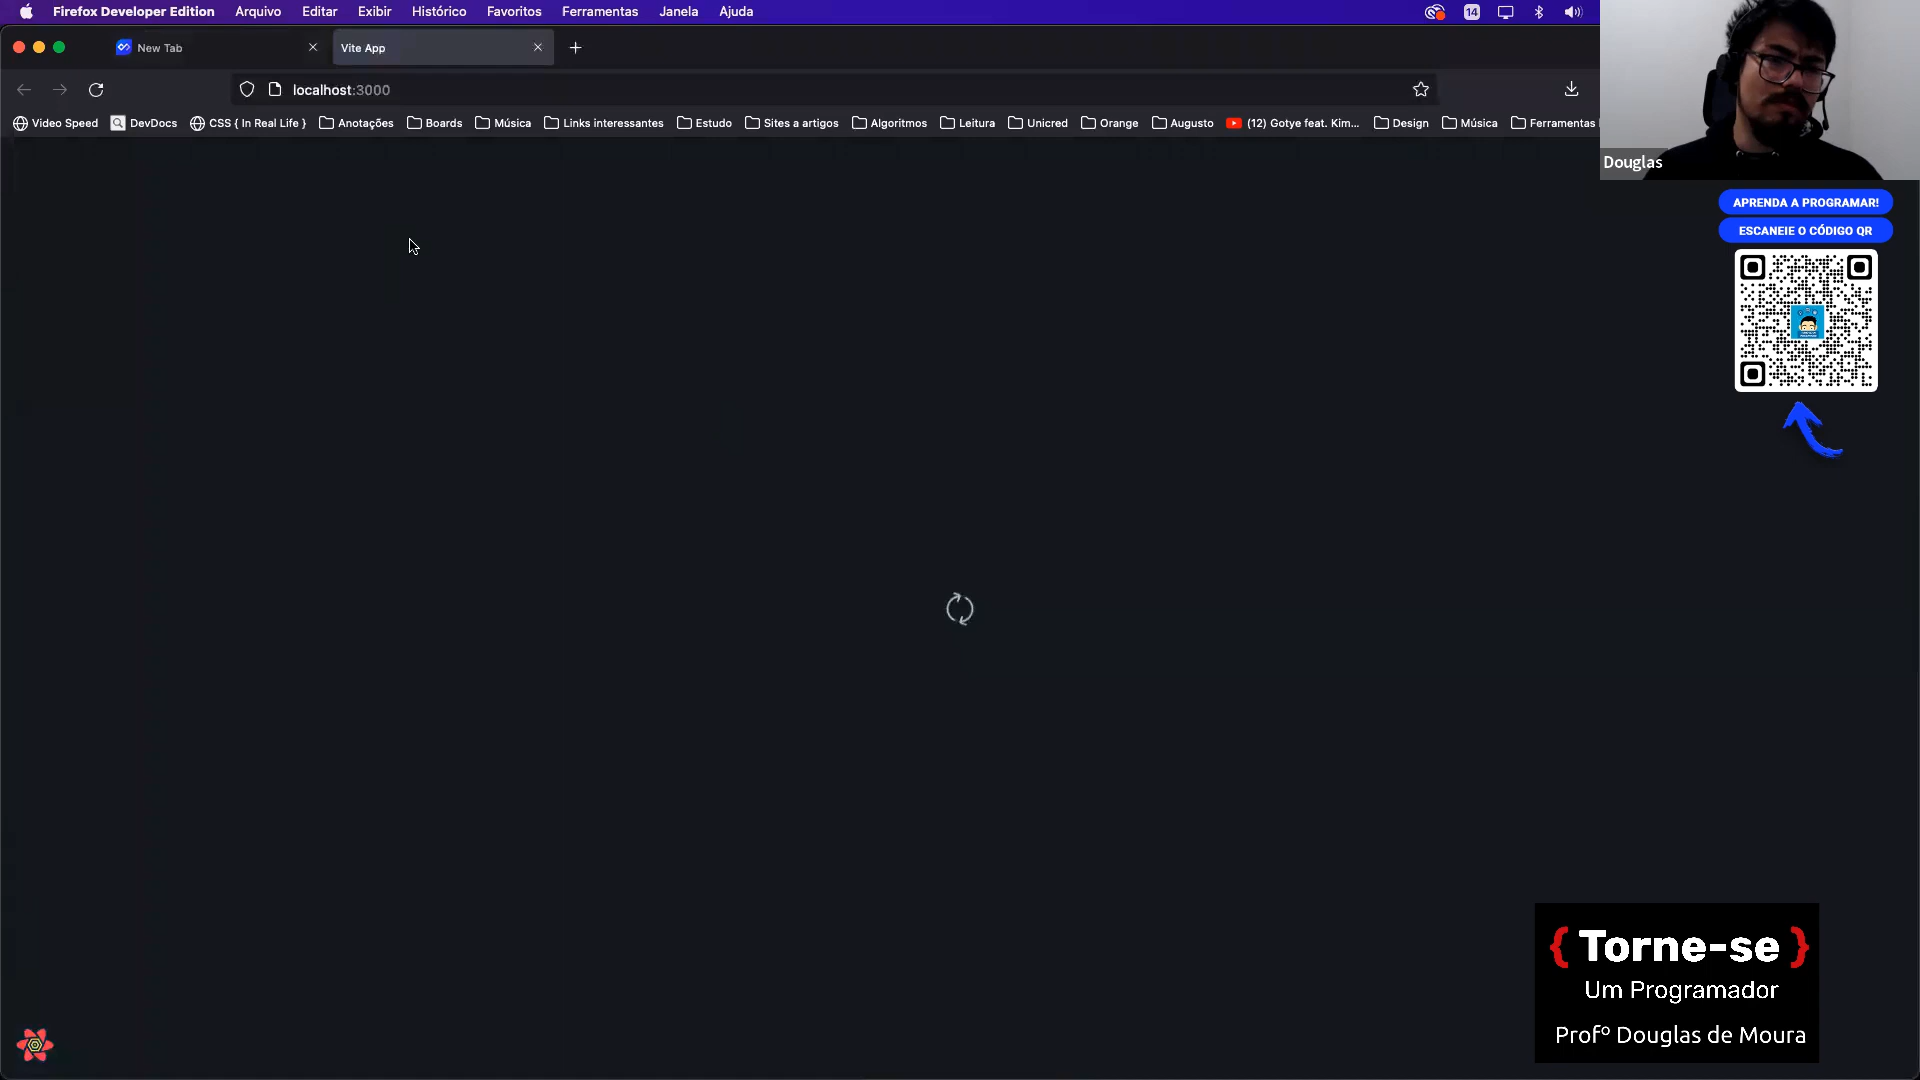 Firefox Developer Edition Arquivo Editar Exibir Histórico Favoritos Ferramentas Janela Ajuda 14
New Tab
Vite App
localhost:3000
Video Speed DevDocs CSS { In Real Life } Anotações Boards Música Links interessantes Estudo Sites a artigos Algoritmos Leitura Unicred Orange Augusto (12) Gotye feat. Kim... Design Música Ferramentas
Douglas
APRENDA A PROGRAMAR!
ESCANEIE O CÓDIGO QR
{ Torne-se }
Um Programador
Profº Douglas de Moura